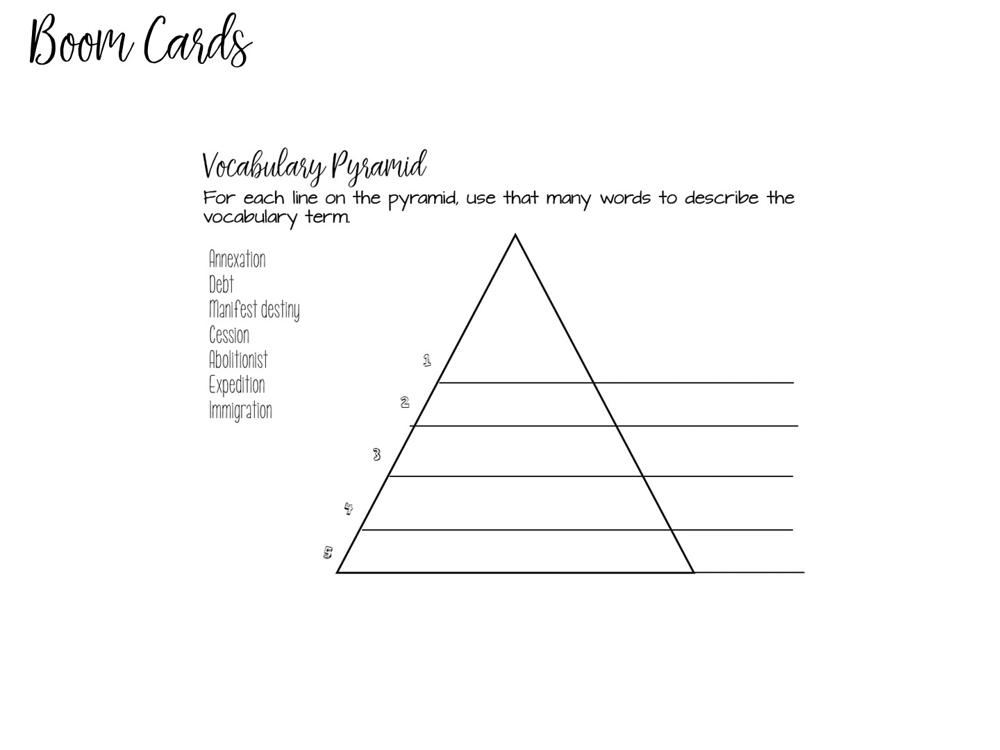 Boom Cards
Vocabulary Pyramid
For each line on the pyramid, use that many words to describe the
vocabulary term.
Annexation
Debt
Manifest destiny
Cession
Abolitionist
Expedition
Immigration
1
2
3
4
5